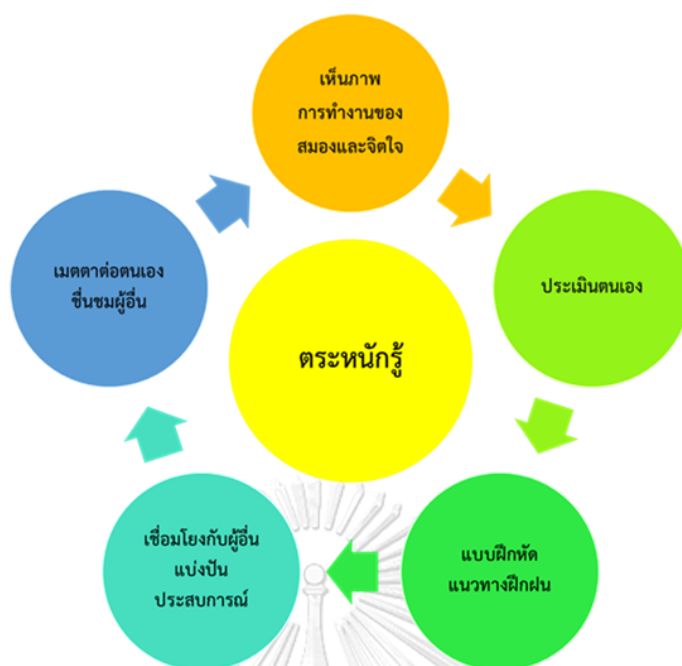 เห็นภาพ
การทำงานของ
สมองและจิตใจ
ประเมินตนเอง
แบบฝึกหัด
แนวทางฝึกฝน
เชื่อมโยงกับผู้อื่น
แบ่งปัน
ประสบการณ์
เมตตาต่อตนเอง
ชื่นชมผู้อื่น
ตระหนักรู้